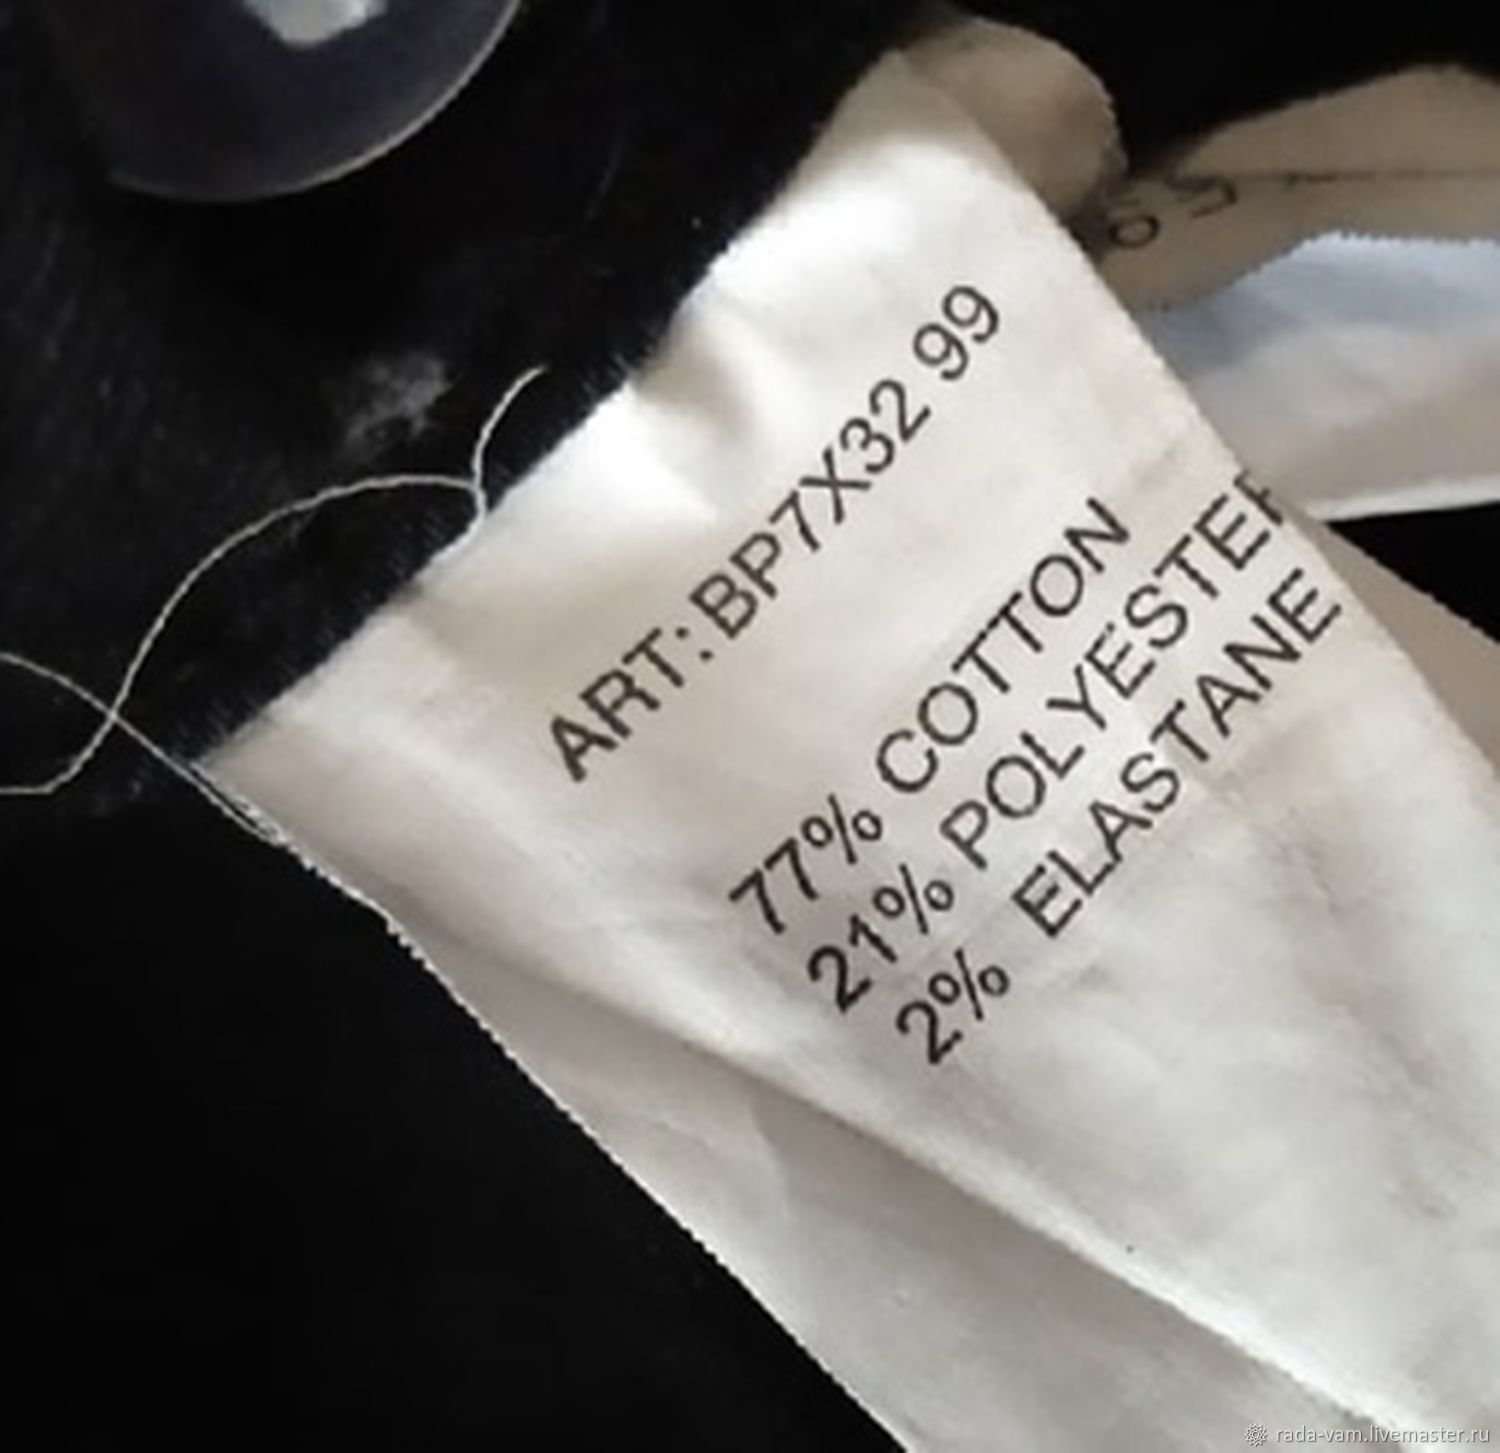 ART: BP7X32 99
77% COTTON
21% POLYESTER
2% ELASTANE
rada-vam.livemaster.ru